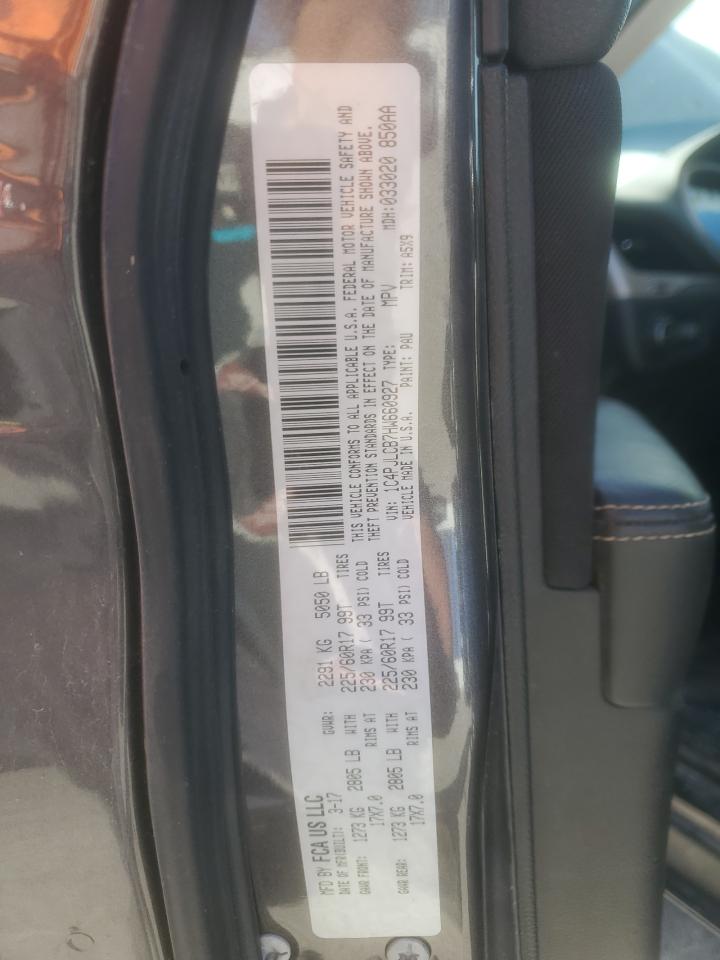 MFD BY FCA US LLC
DATE OF MFR(BUILT): 3-17 GVWR: 2291 KG 5050 LB
GAWR FRONT: 1273 KG 2805 LB WITH 225/60R17 99T TIRES
17X7.0 RIMS AT 230 KPA ( 33 PSI) COLD
GAWR REAR: 1273 KG 2805 LB WITH 225/60R17 99T TIRES
17X7.0 RIMS AT 230 KPA ( 33 PSI) COLD
THIS VEHICLE CONFORMS TO ALL APPLICABLE U.S.A. FEDERAL MOTOR VEHICLE SAFETY AND
THEFT PREVENTION STANDARDS IN EFFECT ON THE DATE OF MANUFACTURE SHOWN ABOVE.
VIN: 1C4PJLCB7HW660927 TYPE: MPV MDH:033020 850AA
VEHICLE MADE IN U.S.A. PAINT: PAU TRIM: A5X9